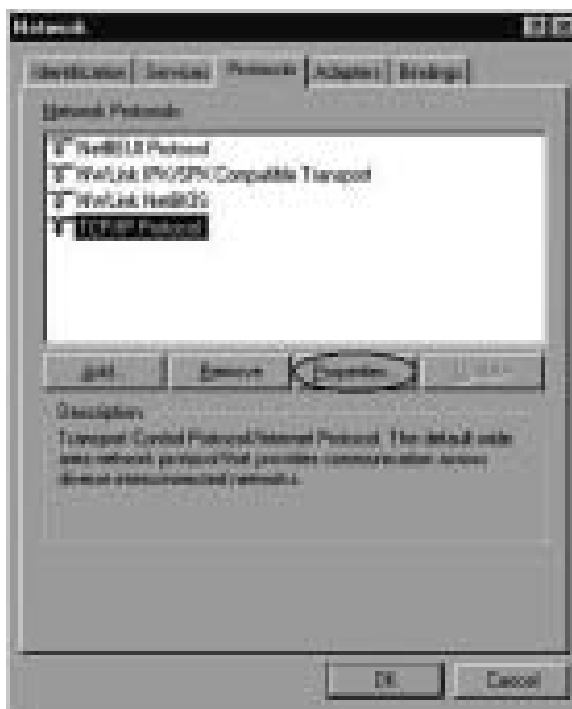 Network
Identification Services Protocols Adapters Bindings
Network Protocols:
NetBEUI Protocol
NWLink IPX/SPX Compatible Transport
NWLink NetBIOS
TCP/IP Protocol
Add... Remove Properties...
Description:
Transport Control Protocol/Internet Protocol. The default wide
area network protocol that provides communication across
diverse interconnected networks.
OK Cancel